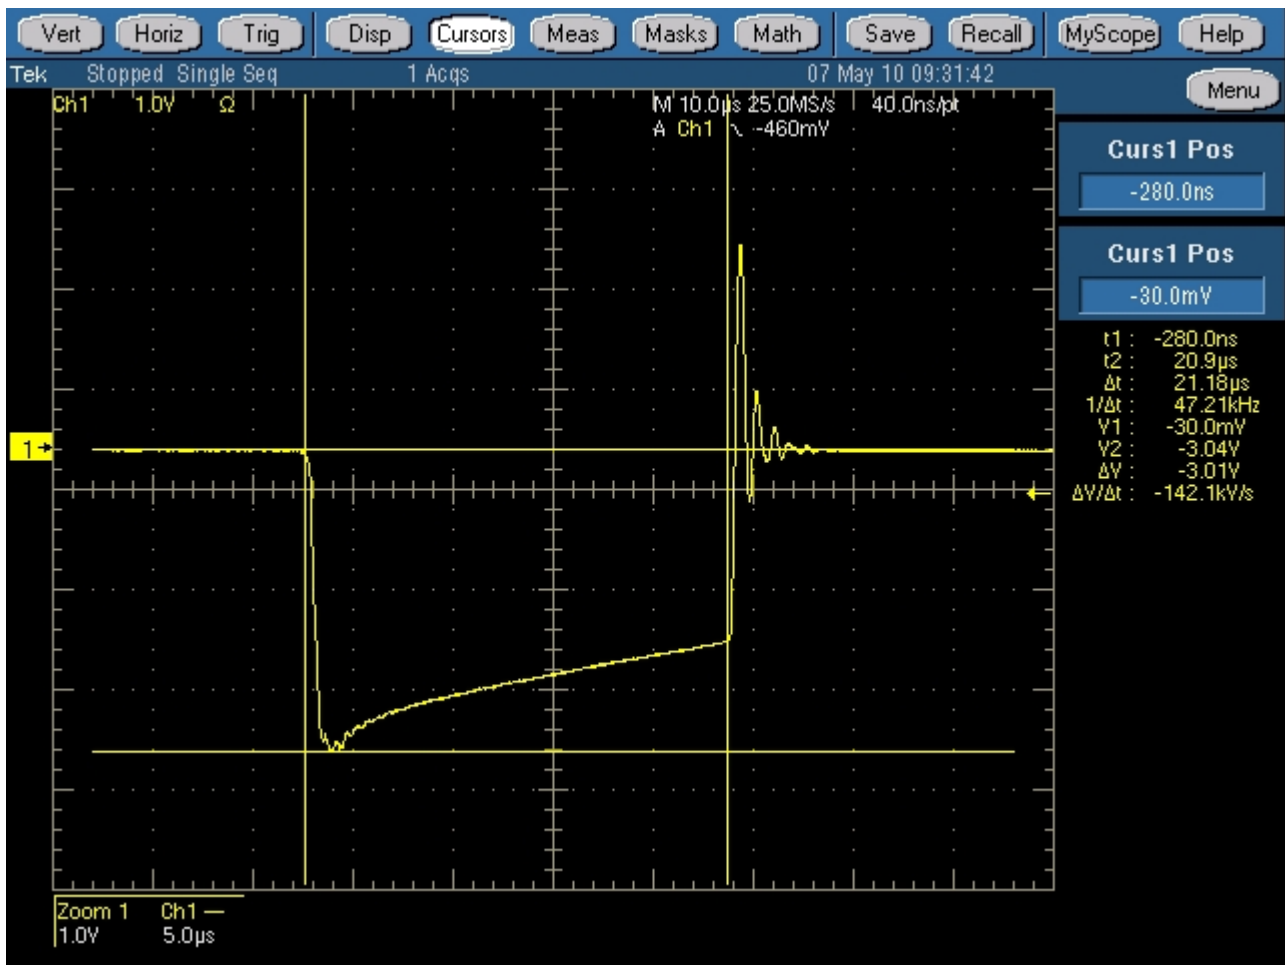 Vert Horiz Trig Disp Cursors Meas Masks Math Save Recall MyScope Help
Tek Stopped Single Seq 1 Acqs 07 May 10 09:31:42
Menu
Ch1 1.0V Ω M 10.0µs 25.0MS/s 40.0ns/pt
A Ch1 -460mV
Curs1 Pos
-280.0ns
Curs1 Pos
-30.0mV
t1 : -280.0ns
t2 : 20.9µs
Δt : 21.18µs
1/Δt : 47.21kHz
V1 : -30.0mV
V2 : -3.04V
ΔV : -3.01V
ΔV/Δt : -142.1kV/s
1
Zoom 1 Ch1
1.0V 5.0µs